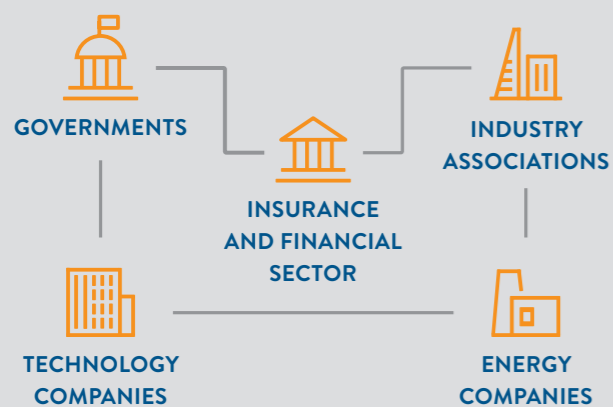 GOVERNMENTS
INDUSTRY
ASSOCIATIONS
INSURANCE
AND FINANCIAL
SECTOR
TECHNOLOGY
COMPANIES
ENERGY
COMPANIES